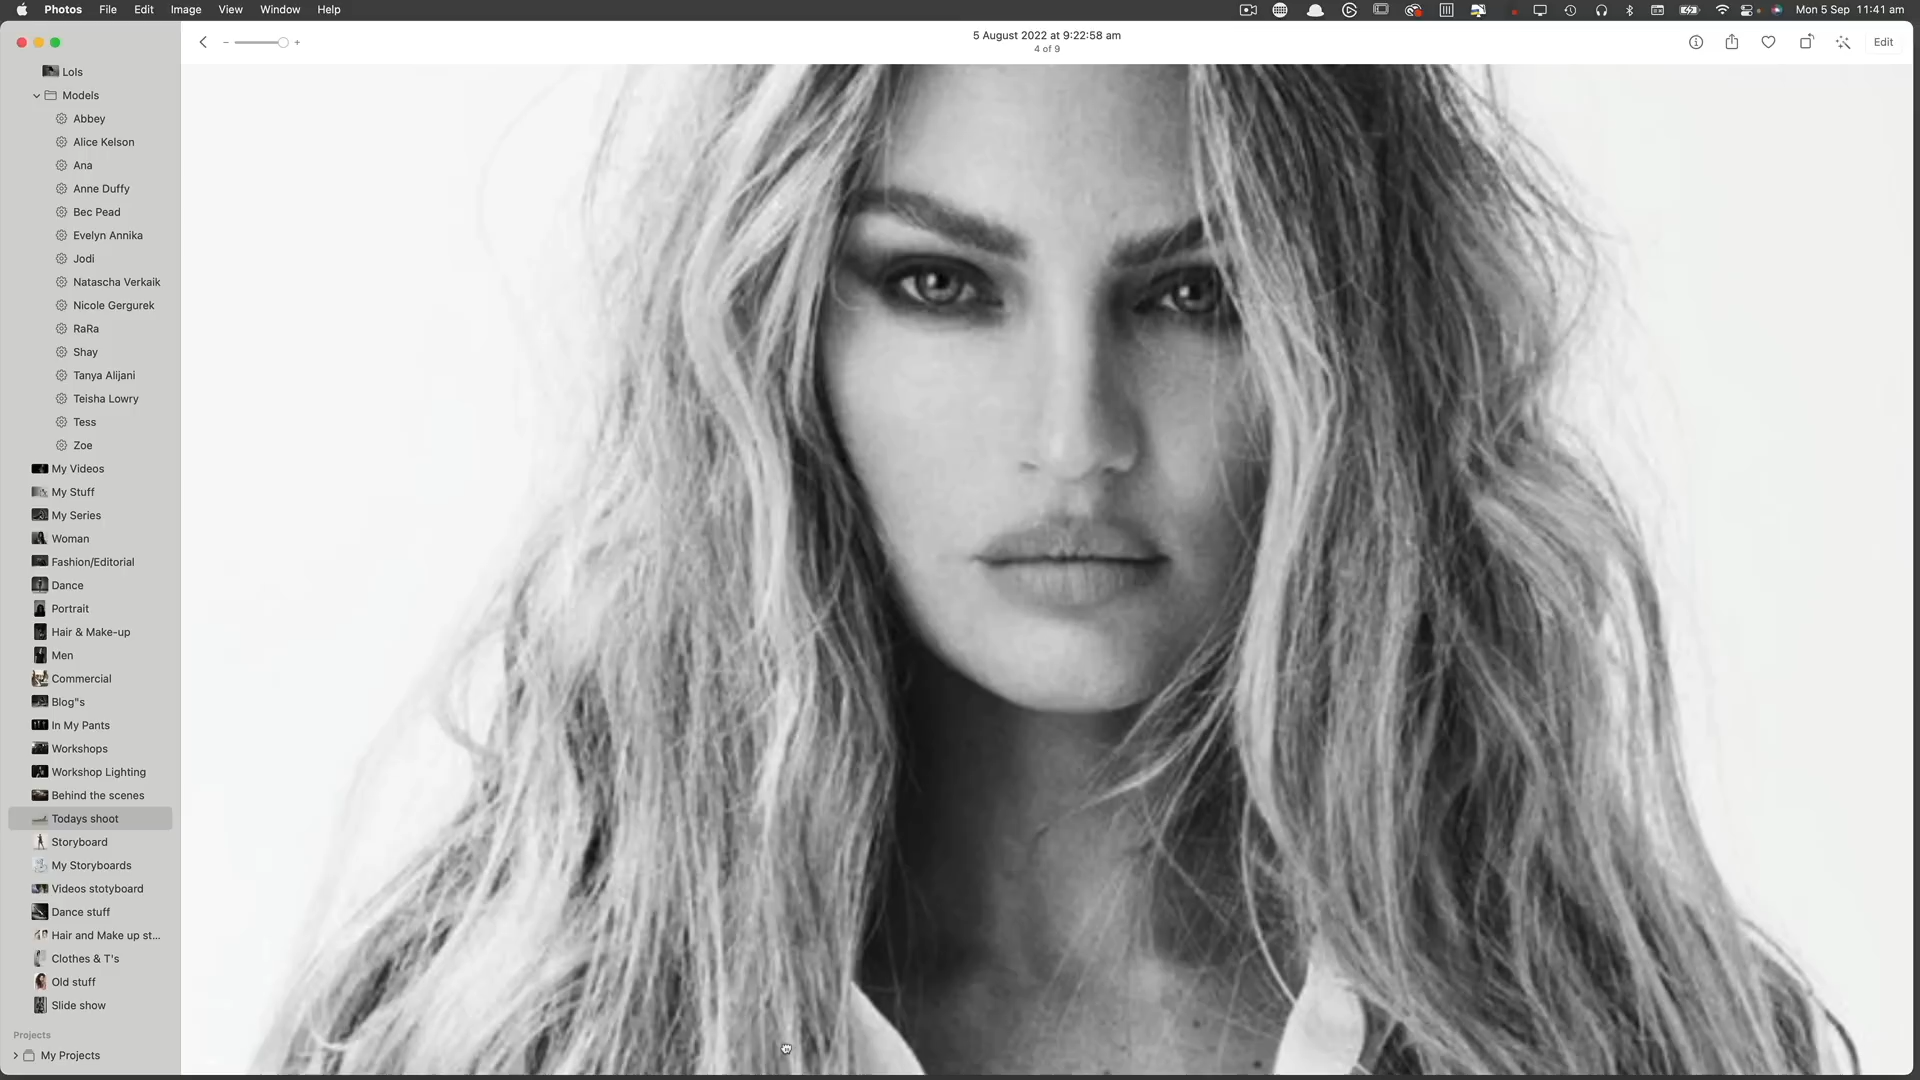 Photos File Edit Image View Window Help
Mon 5 Sep 11:41 am
5 August 2022 at 9:22:58 am
4 of 9
Edit
Lols
Models
Abbey
Alice Kelson
Ana
Anne Duffy
Bec Pead
Evelyn Annika
Jodi
Natascha Verkaik
Nicole Gergurek
RaRa
Shay
Tanya Alijani
Teisha Lowry
Tess
Zoe
My Videos
My Stuff
My Series
Woman
Fashion/Editorial
Dance
Portrait
Hair & Make-up
Men
Commercial
Blog"s
In My Pants
Workshops
Workshop Lighting
Behind the scenes
Todays shoot
Storyboard
My Storyboards
Videos stotyboard
Dance stuff
Hair and Make up st...
Clothes & T's
Old stuff
Slide show
Projects
My Projects